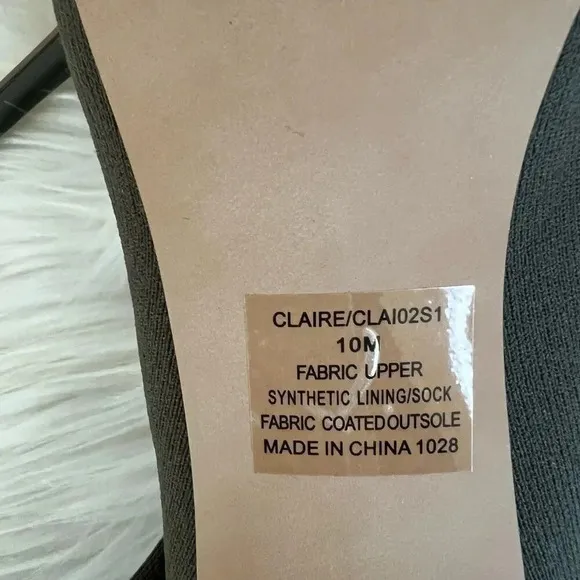 CLAIRE/CLAI02S1
10M
FABRIC UPPER
SYNTHETIC LINING/SOCK
FABRIC COATED OUTSOLE
MADE IN CHINA 1028